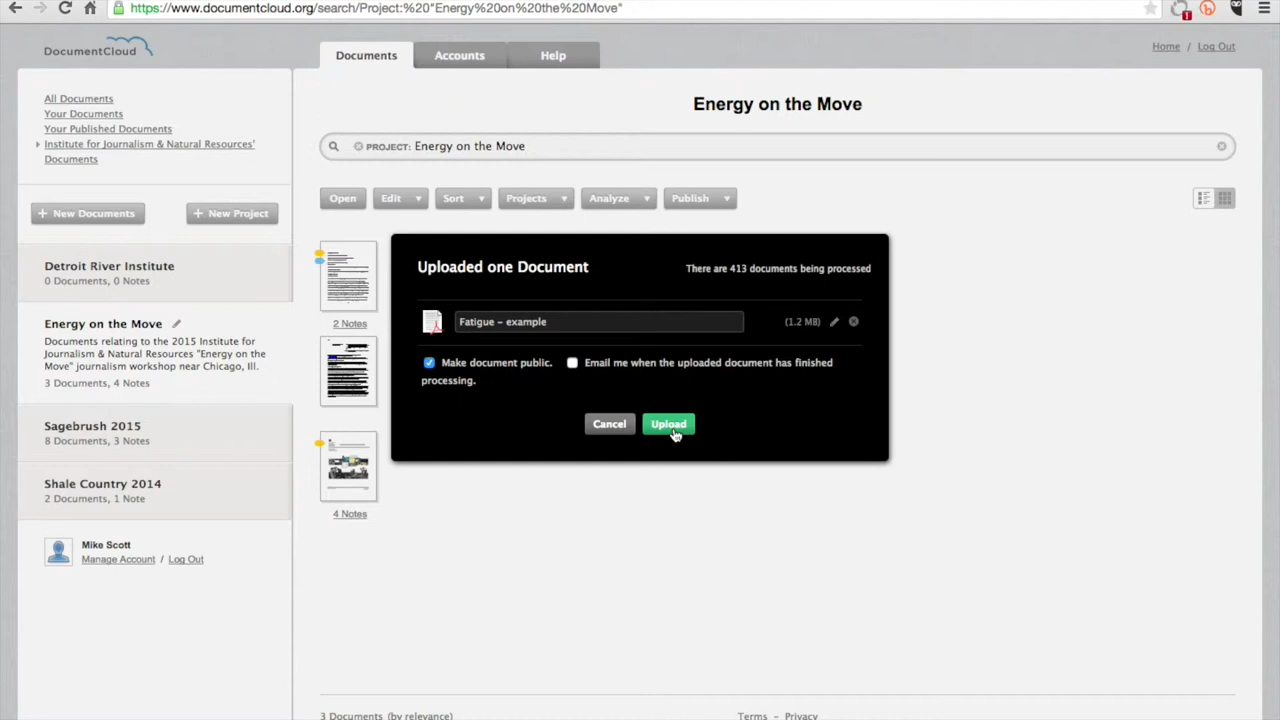 https://www.documentcloud.org/search/Project:%20"Energy%20on%20the%20Move"
1
DocumentCloud
Documents
Accounts
Help
Home / Log Out
All Documents
Your Documents
Your Published Documents
Institute for Journalism & Natural Resources'
Documents
+ New Documents
+ New Project
Detroit River Institute
0 Documents, 0 Notes
Energy on the Move
Documents relating to the 2015 Institute for
Journalism & Natural Resources "Energy on the
Move" journalism workshop near Chicago, Ill.
3 Documents, 4 Notes
Sagebrush 2015
8 Documents, 3 Notes
Shale Country 2014
2 Documents, 1 Note
Mike Scott
Manage Account / Log Out
Energy on the Move
PROJECT: Energy on the Move
Open
Edit
Sort
Projects
Analyze
Publish
2 Notes
4 Notes
Uploaded one Document
There are 413 documents being processed
Fatigue – example
(1.2 MB)
Make document public.
Email me when the uploaded document has finished
processing.
Cancel
Upload
3 Documents (by relevance)
Terms – Privacy